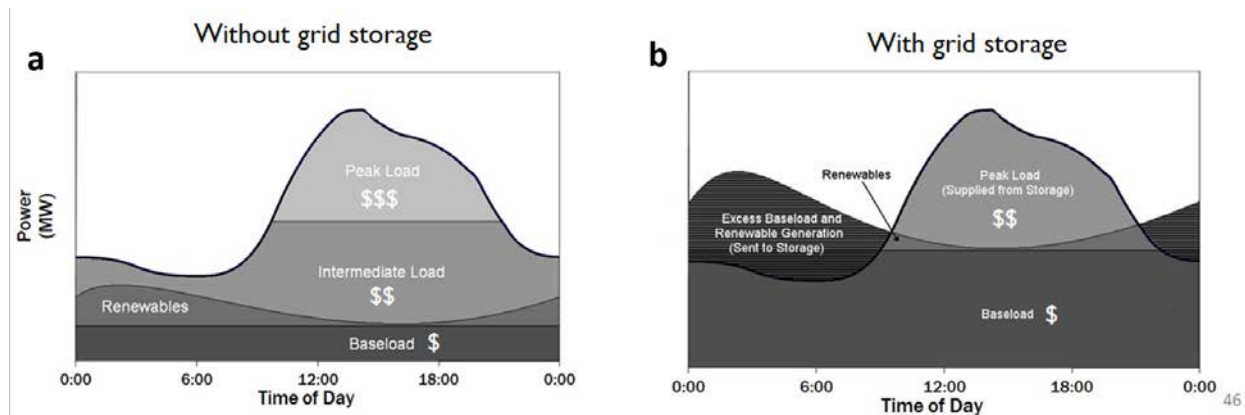 Without grid storage
a
Power
(MW)
Peak Load
$$$
Intermediate Load
$$
Renewables
Baseload $
0:00 6:00 12:00 18:00 0:00
Time of Day
With grid storage
b
Renewables
Peak Load
(Supplied from Storage)
$$
Excess Baseload and
Renewable Generation
(Sent to Storage)
Baseload $
0:00 6:00 12:00 18:00 0:00
Time of Day
46